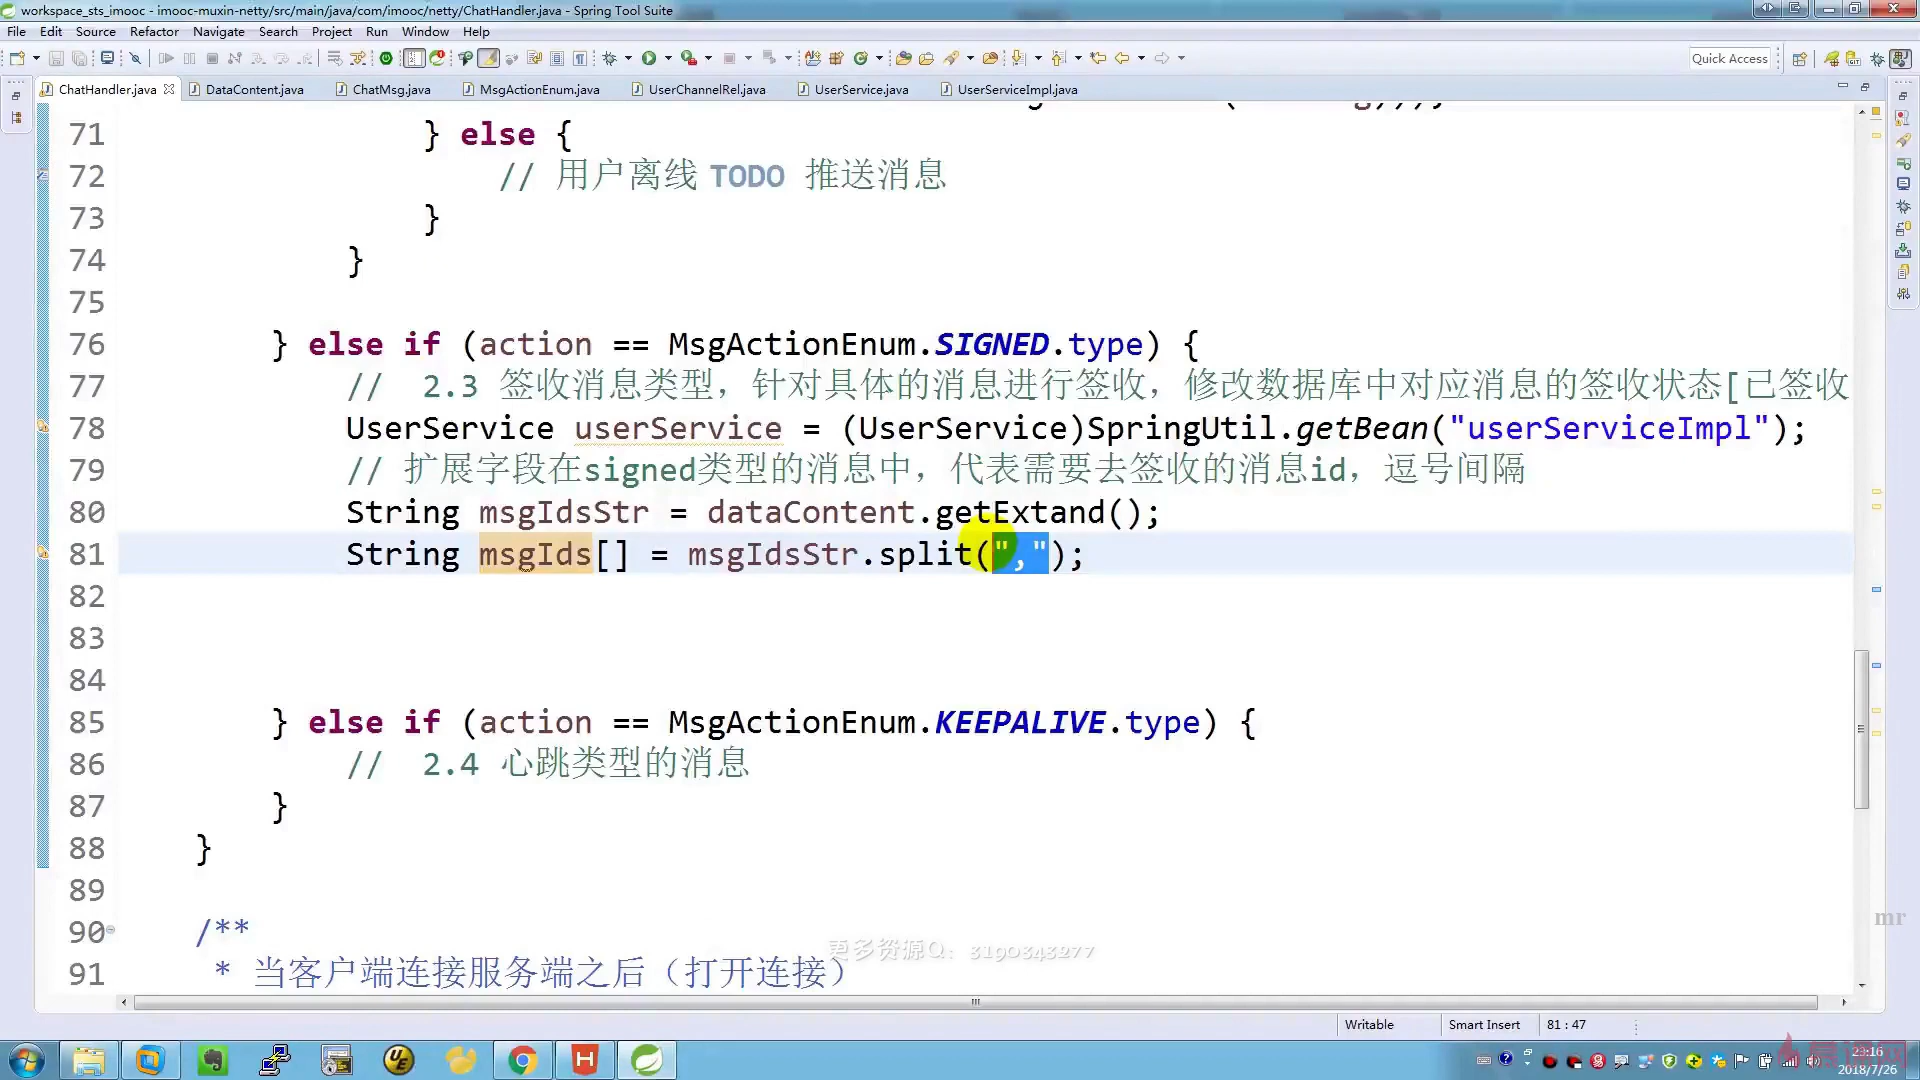 workspace_sts_imooc - imooc-muxin-netty/src/main/java/com/imooc/netty/ChatHandler.java - Spring Tool Suite
File Edit Source Refactor Navigate Search Project Run Window Help
Quick Access
ChatHandler.java DataContent.java ChatMsg.java MsgActionEnum.java UserChannelRel.java UserService.java UserServiceImpl.java
71 } else {
72 // 用户离线 TODO 推送消息
73 }
74 }
75
76 } else if (action == MsgActionEnum.SIGNED.type) {
77 // 2.3 签收消息类型，针对具体的消息进行签收，修改数据库中对应消息的签收状态[已签收
78 UserService userService = (UserService)SpringUtil.getBean("userServiceImpl");
79 // 扩展字段在signed类型的消息中，代表需要去签收的消息id，逗号间隔
80 String msgIdsStr = dataContent.getExtand();
81 String msgIds[] = msgIdsStr.split(",");
82
83
84
85 } else if (action == MsgActionEnum.KEEPALIVE.type) {
86 // 2.4 心跳类型的消息
87 }
88 }
89
90 /**
91 * 当客户端连接服务端之后（打开连接）
mr
更多资源Q：3190343277
Writable Smart Insert 81 : 47
23:16
2018/7/26